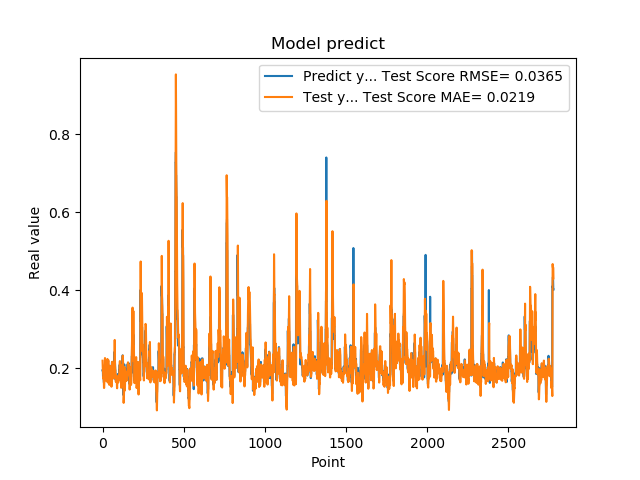 Model predict
Predict y... Test Score RMSE= 0.0365
Test y... Test Score MAE= 0.0219
Real value
0.8
0.6
0.4
0.2
0 500 1000 1500 2000 2500
Point